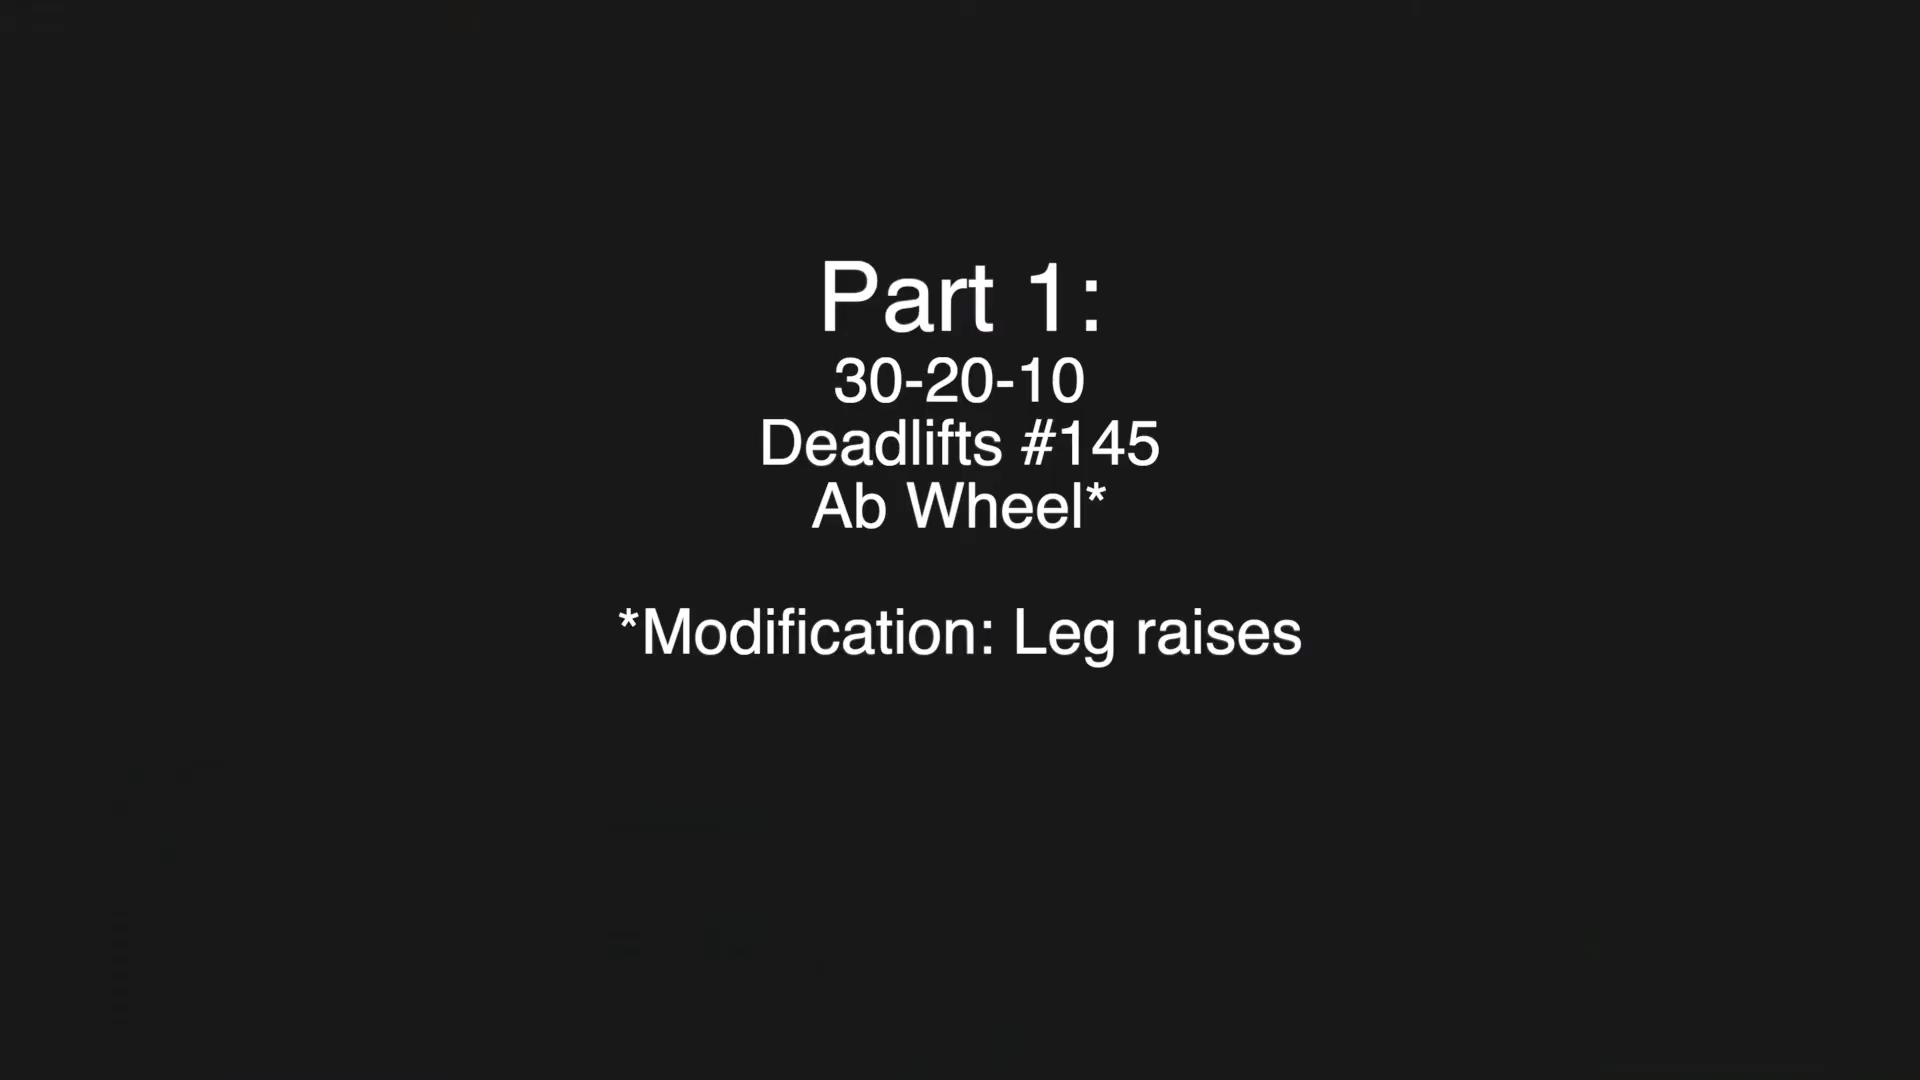 Part 1:
30-20-10
Deadlifts #145
Ab Wheel*
*Modification: Leg raises